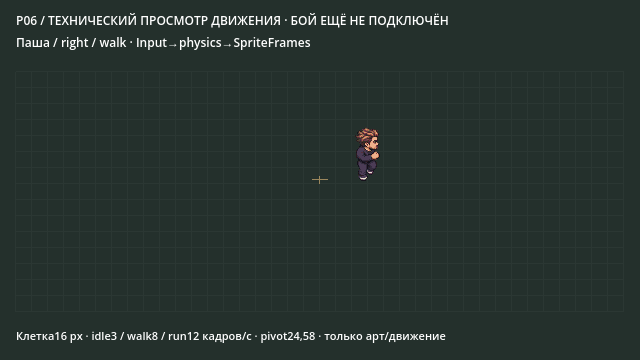 P06 / ТЕХНИЧЕСКИЙ ПРОСМОТР ДВИЖЕНИЯ · БОЙ ЕЩЁ НЕ ПОДКЛЮЧЁН
Паша / right / walk · Input→physics→SpriteFrames
Клетка16 px · idle3 / walk8 / run12 кадров/с · pivot24,58 · только арт/движение